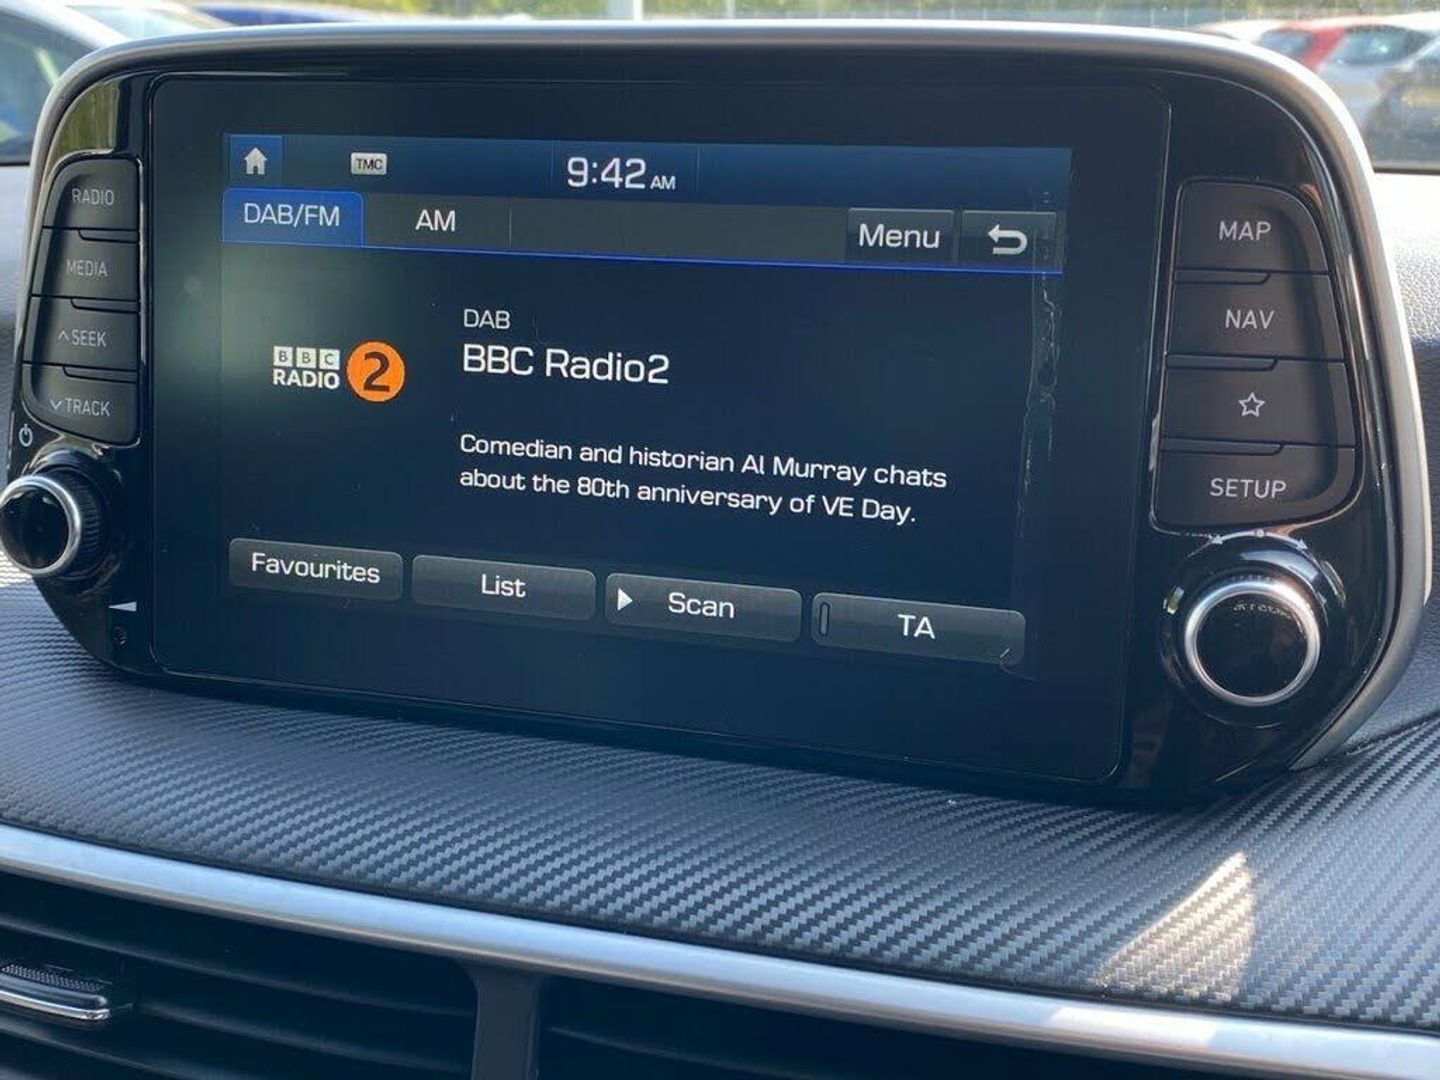 TMC
9:42 AM
RADIO
DAB/FM
AM
Menu
MAP
MEDIA
DAB
NAV
^SEEK
BBC
RADIO 2
BBC Radio2
TRACK
Comedian and historian Al Murray chats
about the 80th anniversary of VE Day.
SETUP
Favourites
List
Scan
TA